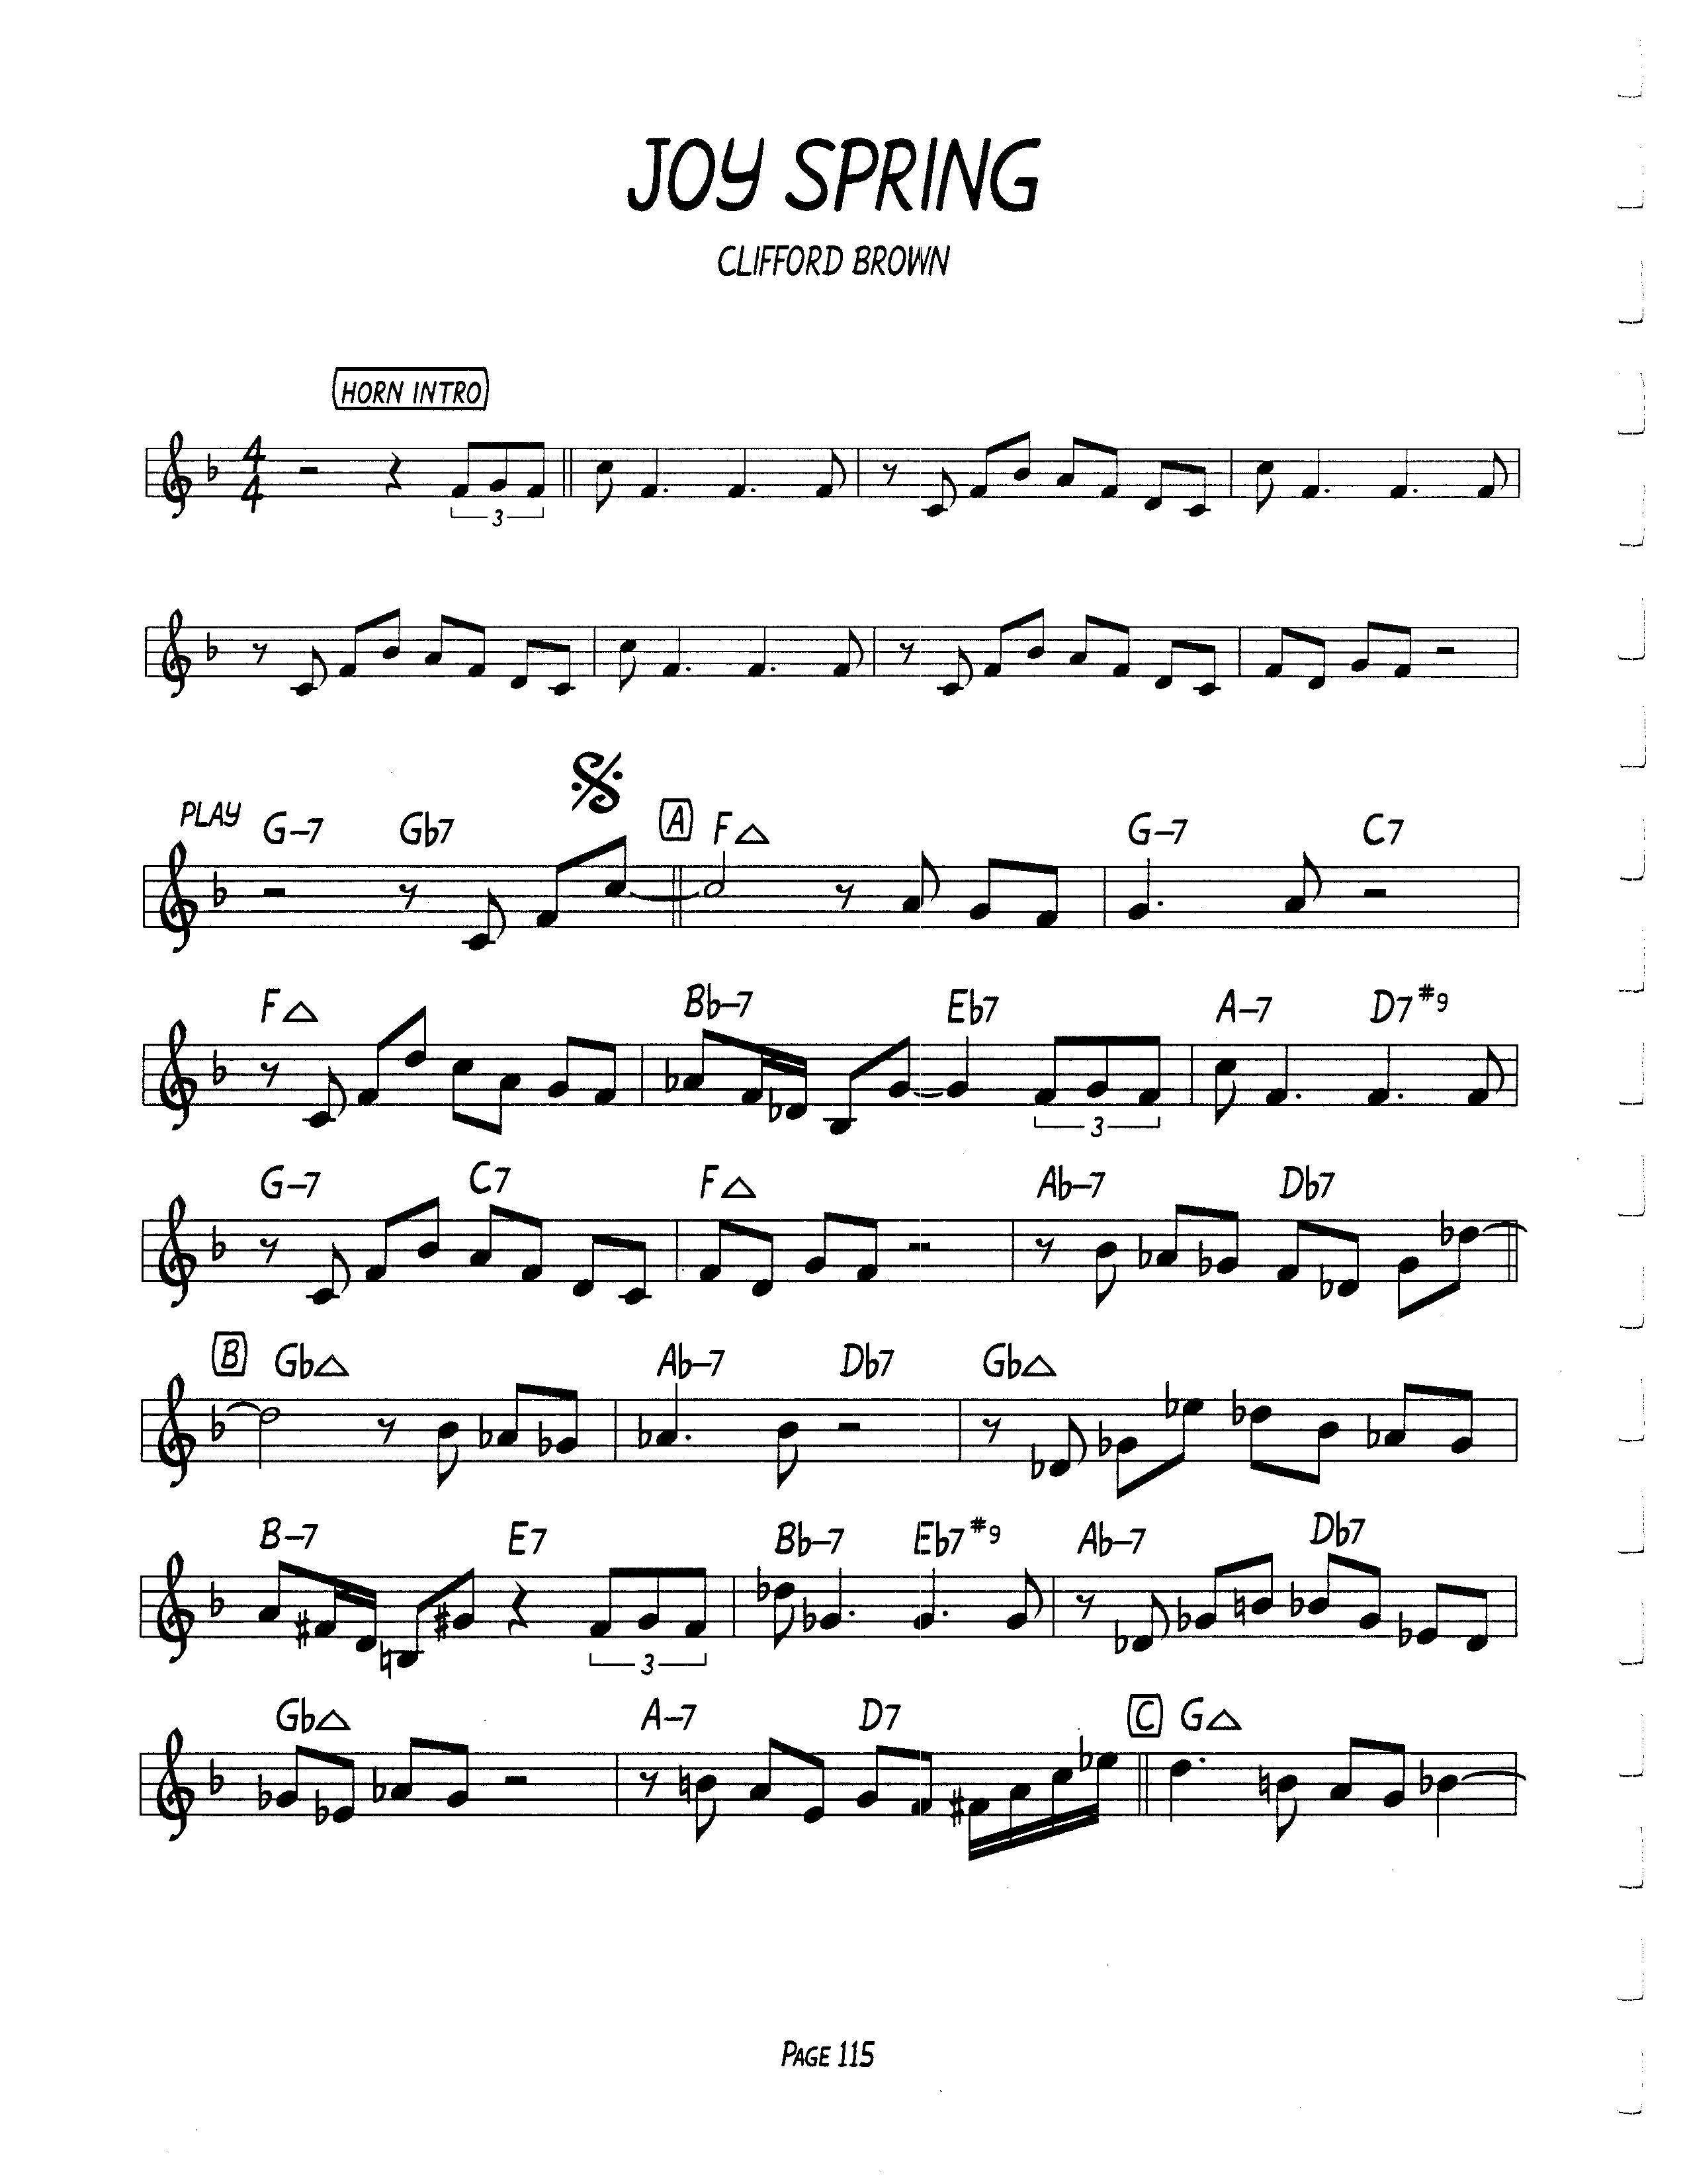 JOY SPRING
CLIFFORD BROWN
HORN INTRO
4
4
3
PLAY G-7 Gb7 A F△ G-7 C7
F△ Bb-7 Eb7 A-7 D7#9
3
G-7 C7 F△ Ab-7 Db7
B Gb△ Ab-7 Db7 Gb△
B-7 E7 Bb-7 Eb7#9 Ab-7 Db7
3
Gb△ A-7 D7 C G△
PAGE 115